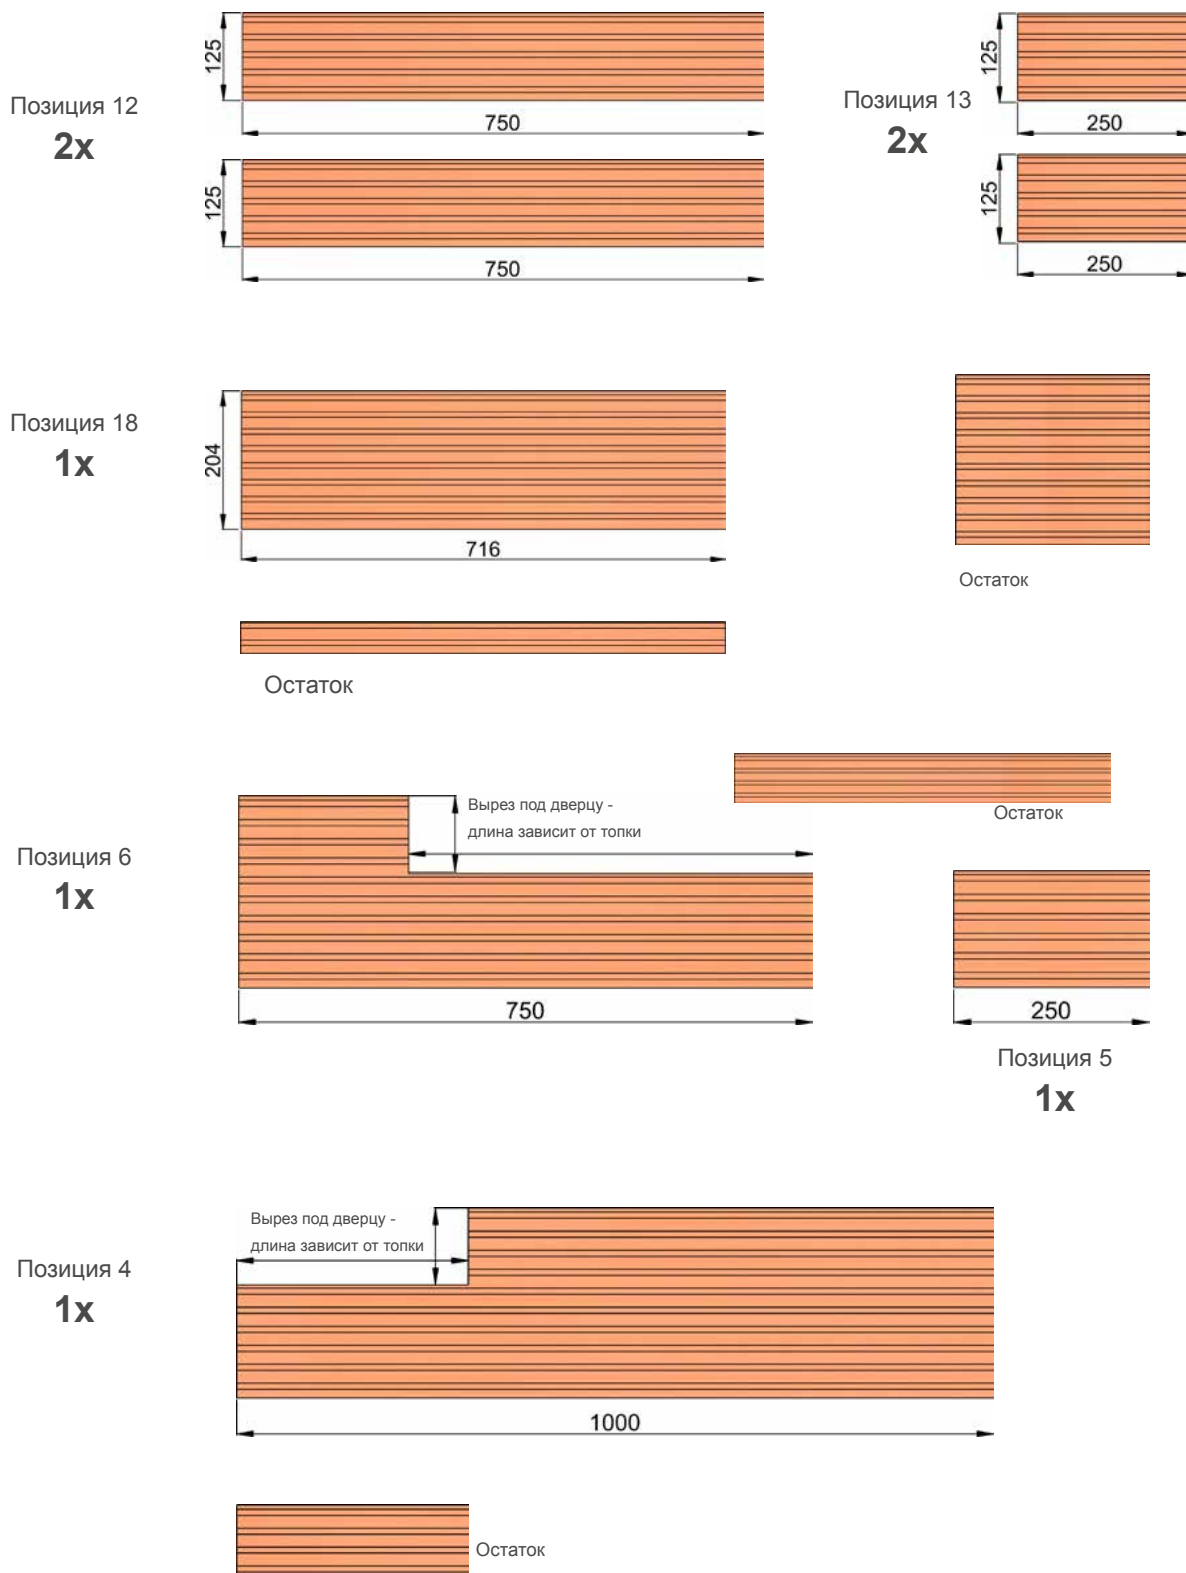 125
Позиция 12
2x
750
125
750
125
Позиция 13
2x
250
125
250
Позиция 18
1x
204
716
Остаток
Остаток
Остаток
Вырез под дверцу -
длина зависит от топки
Позиция 6
1x
750
250
Позиция 5
1x
Вырез под дверцу -
длина зависит от топки
Позиция 4
1x
1000
Остаток